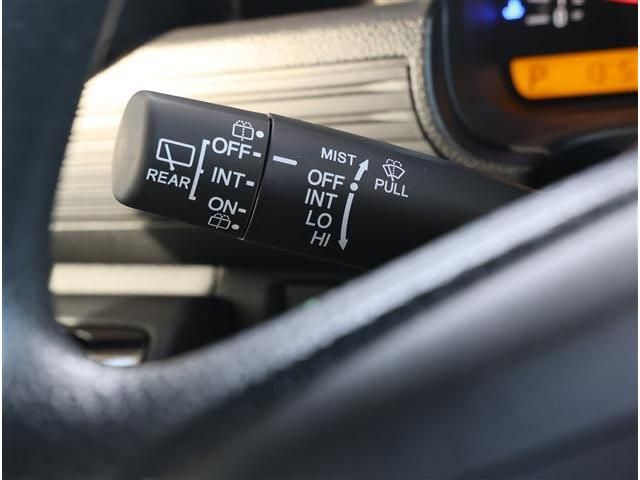 OFF
REAR
INT
ON
MIST
OFF
INT
LO
HI
PULL
P